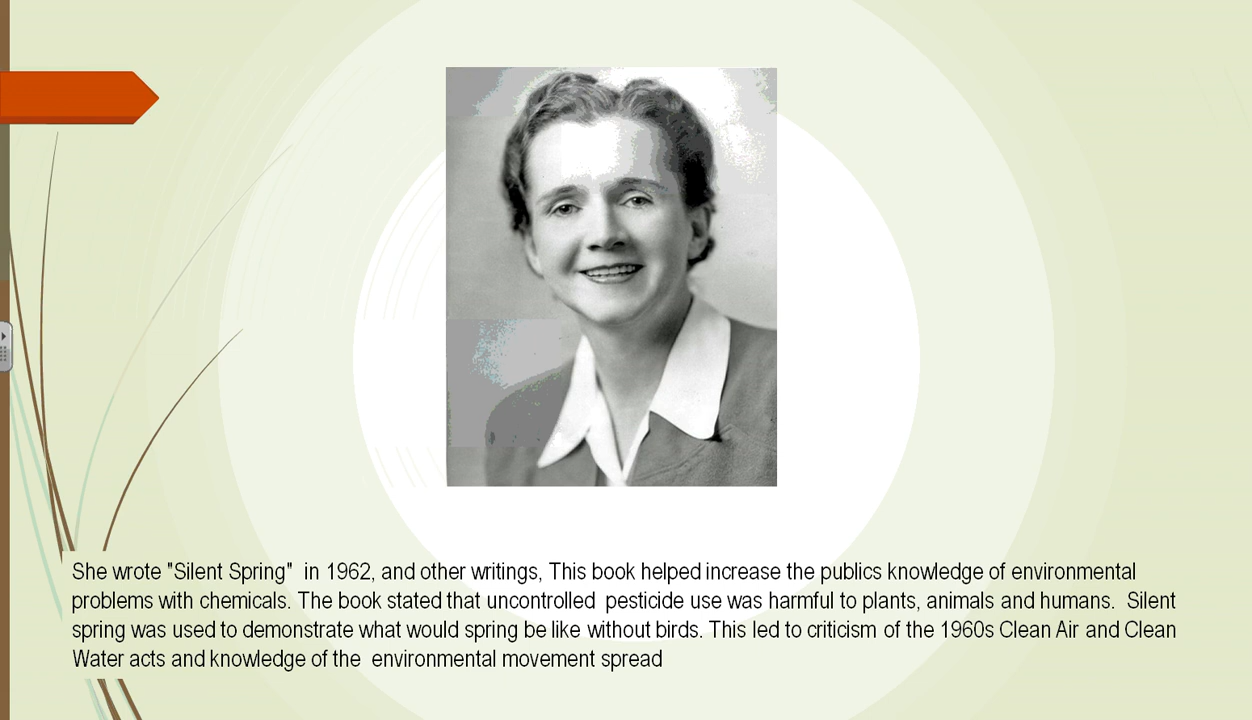 She wrote "Silent Spring"  in 1962, and other writings, This book helped increase the publics knowledge of environmental
problems with chemicals. The book stated that uncontrolled  pesticide use was harmful to plants, animals and humans.  Silent
spring was used to demonstrate what would spring be like without birds. This led to criticism of the 1960s Clean Air and Clean
Water acts and knowledge of the  environmental movement spread